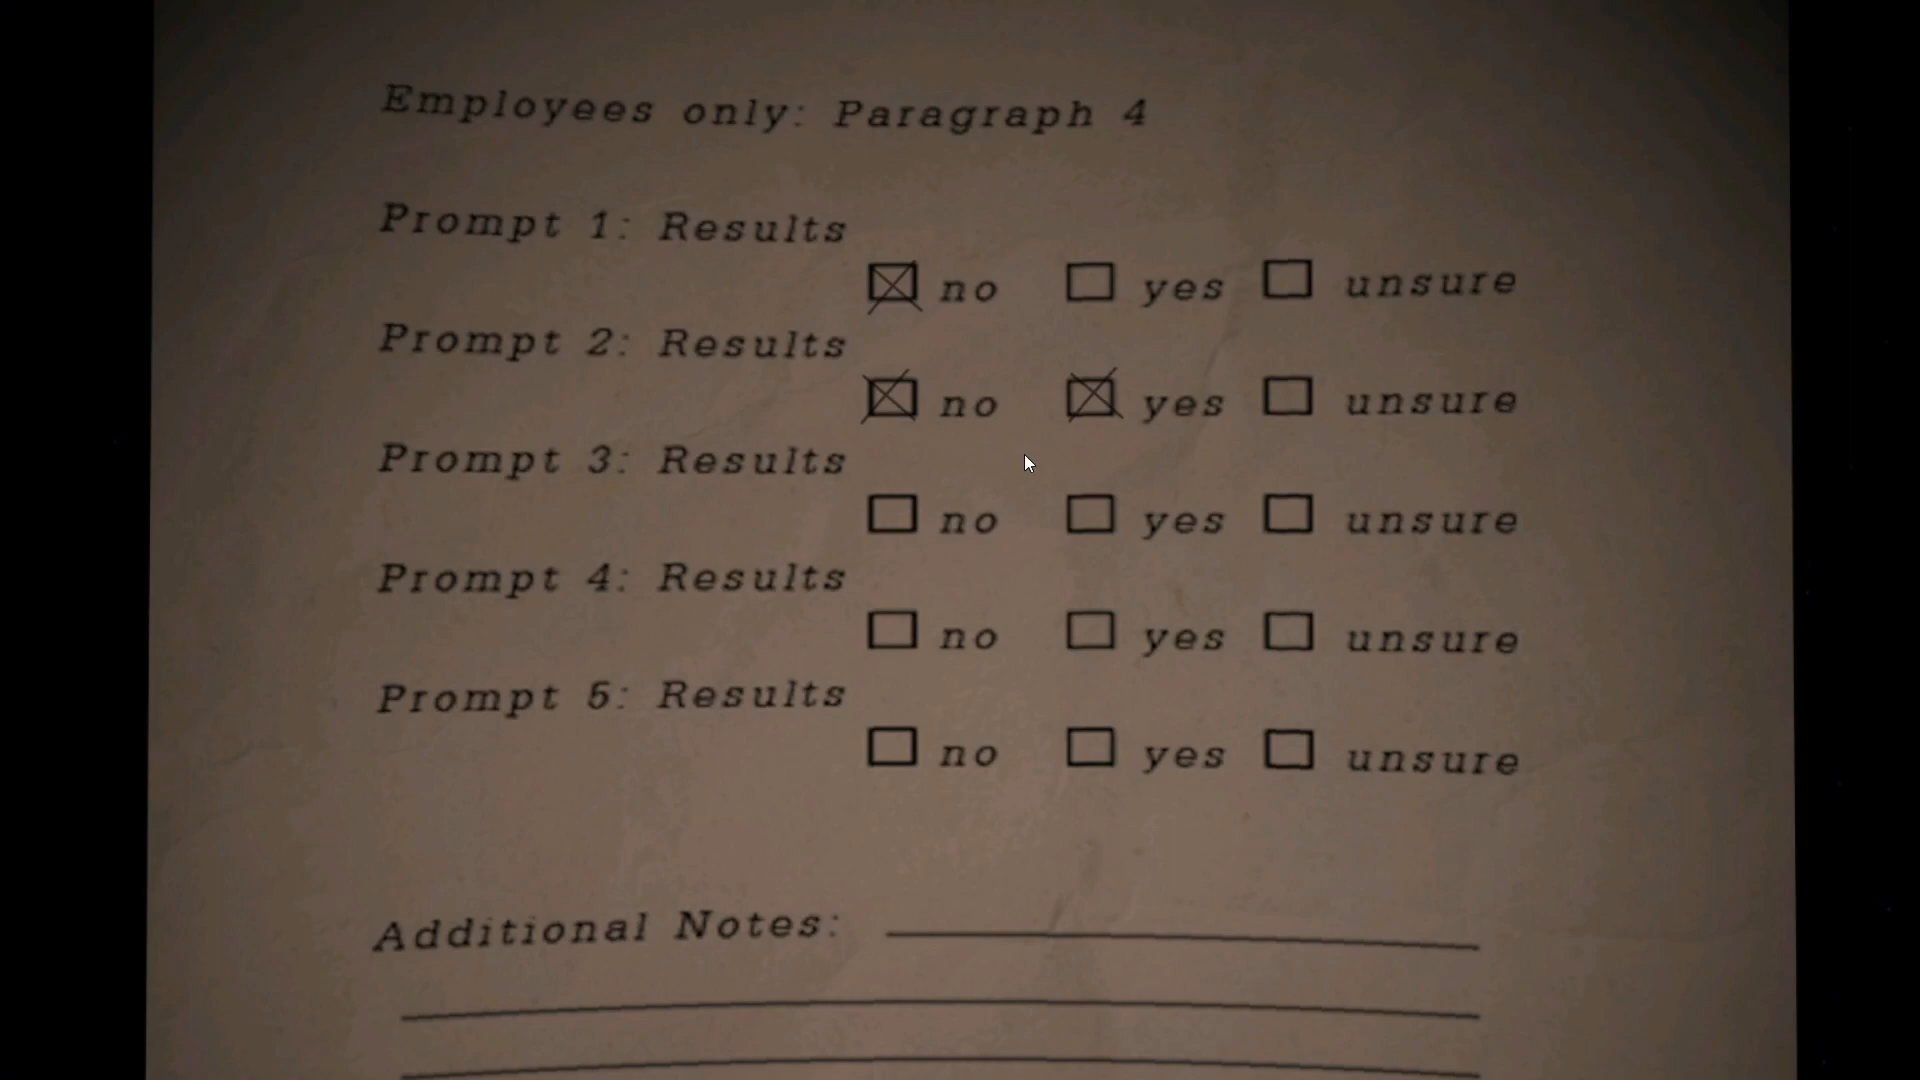 Employees only: Paragraph 4
Prompt 1: Results
no yes unsure
Prompt 2: Results
no yes unsure
Prompt 3: Results
no yes unsure
Prompt 4: Results
no yes unsure
Prompt 5: Results
no yes unsure
Additional Notes: